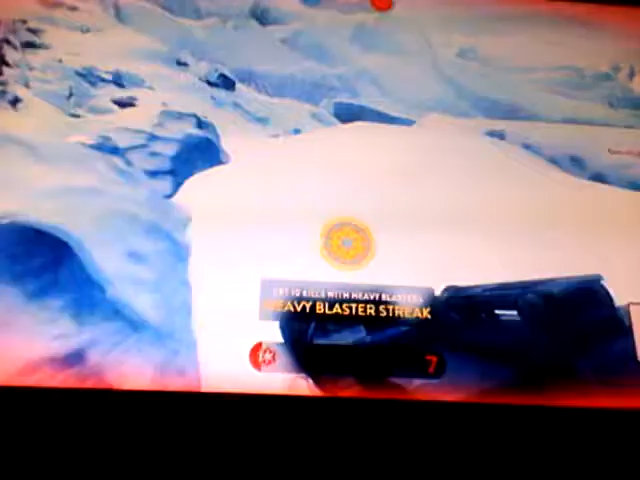 GET 10 KILLS WITH HEAVY BLASTERS
HEAVY BLASTER STREAK
7